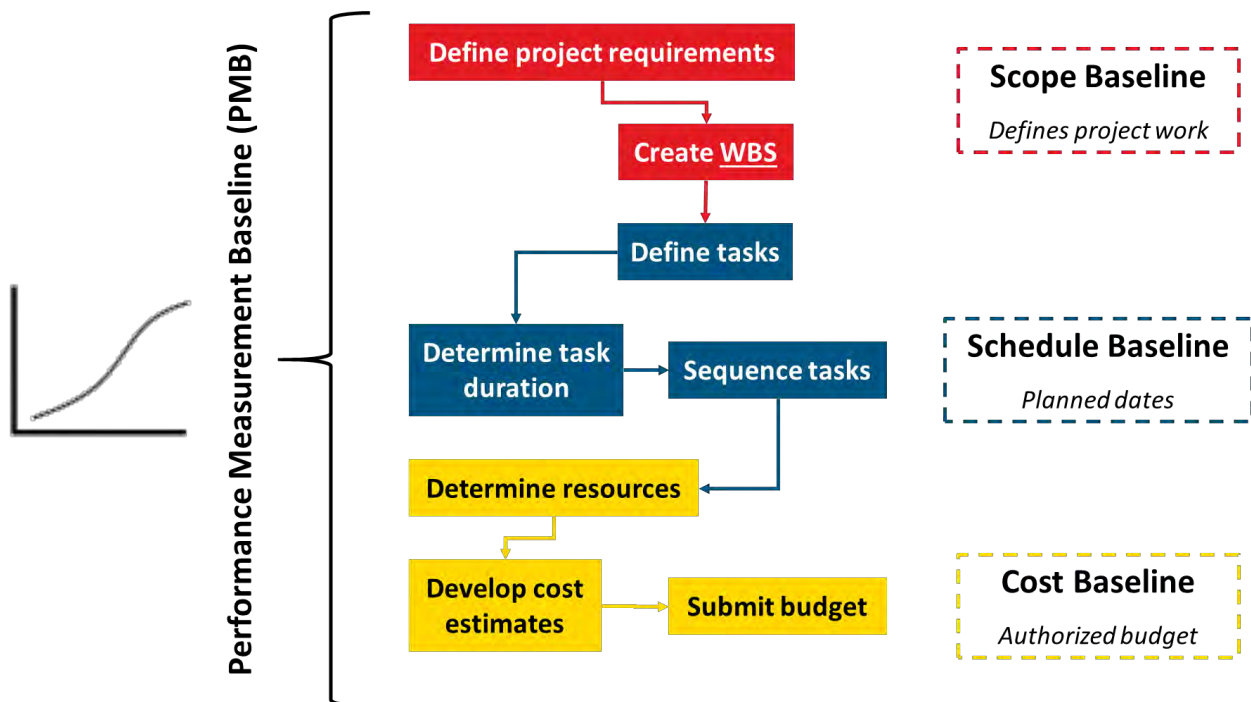 Performance Measurement Baseline (PMB)
Define project requirements
Create WBS
Define tasks
Determine task
duration
Sequence tasks
Determine resources
Develop cost
estimates
Submit budget
Scope Baseline
Defines project work
Schedule Baseline
Planned dates
Cost Baseline
Authorized budget